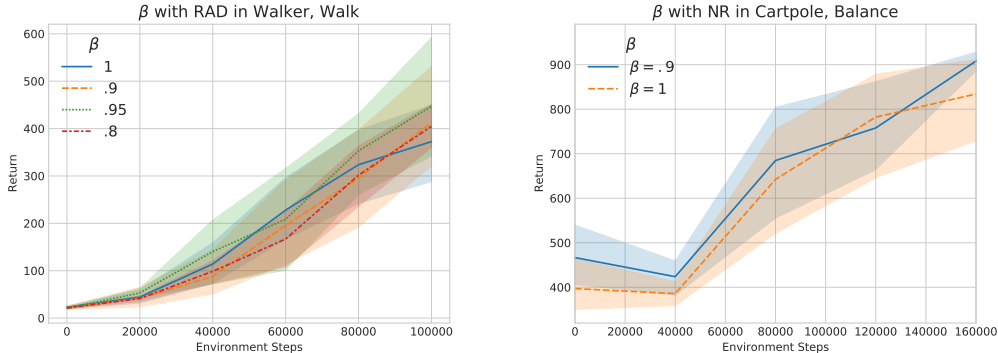 β with RAD in Walker, Walk
β
1
.9
.95
.8
600
500
400
300
200
100
0
Return
0 20000 40000 60000 80000 100000
Environment Steps
β with NR in Cartpole, Balance
β
β = .9
β = 1
900
800
700
600
500
400
Return
0 20000 40000 60000 80000 100000 120000 140000 160000
Environment Steps